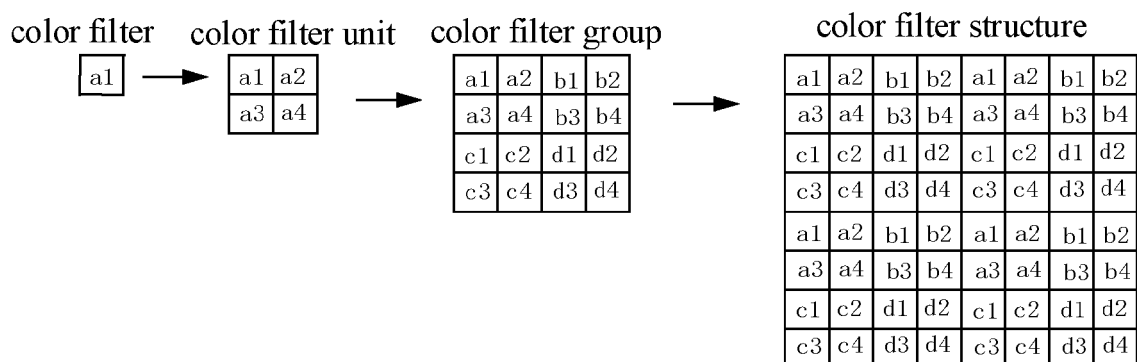 color filter
color filter unit
color filter group
color filter structure
a1
a1 a2
a3 a4
a1 a2 b1 b2
a3 a4 b3 b4
c1 c2 d1 d2
c3 c4 d3 d4
a1 a2 b1 b2 a1 a2 b1 b2
a3 a4 b3 b4 a3 a4 b3 b4
c1 c2 d1 d2 c1 c2 d1 d2
c3 c4 d3 d4 c3 c4 d3 d4
a1 a2 b1 b2 a1 a2 b1 b2
a3 a4 b3 b4 a3 a4 b3 b4
c1 c2 d1 d2 c1 c2 d1 d2
c3 c4 d3 d4 c3 c4 d3 d4